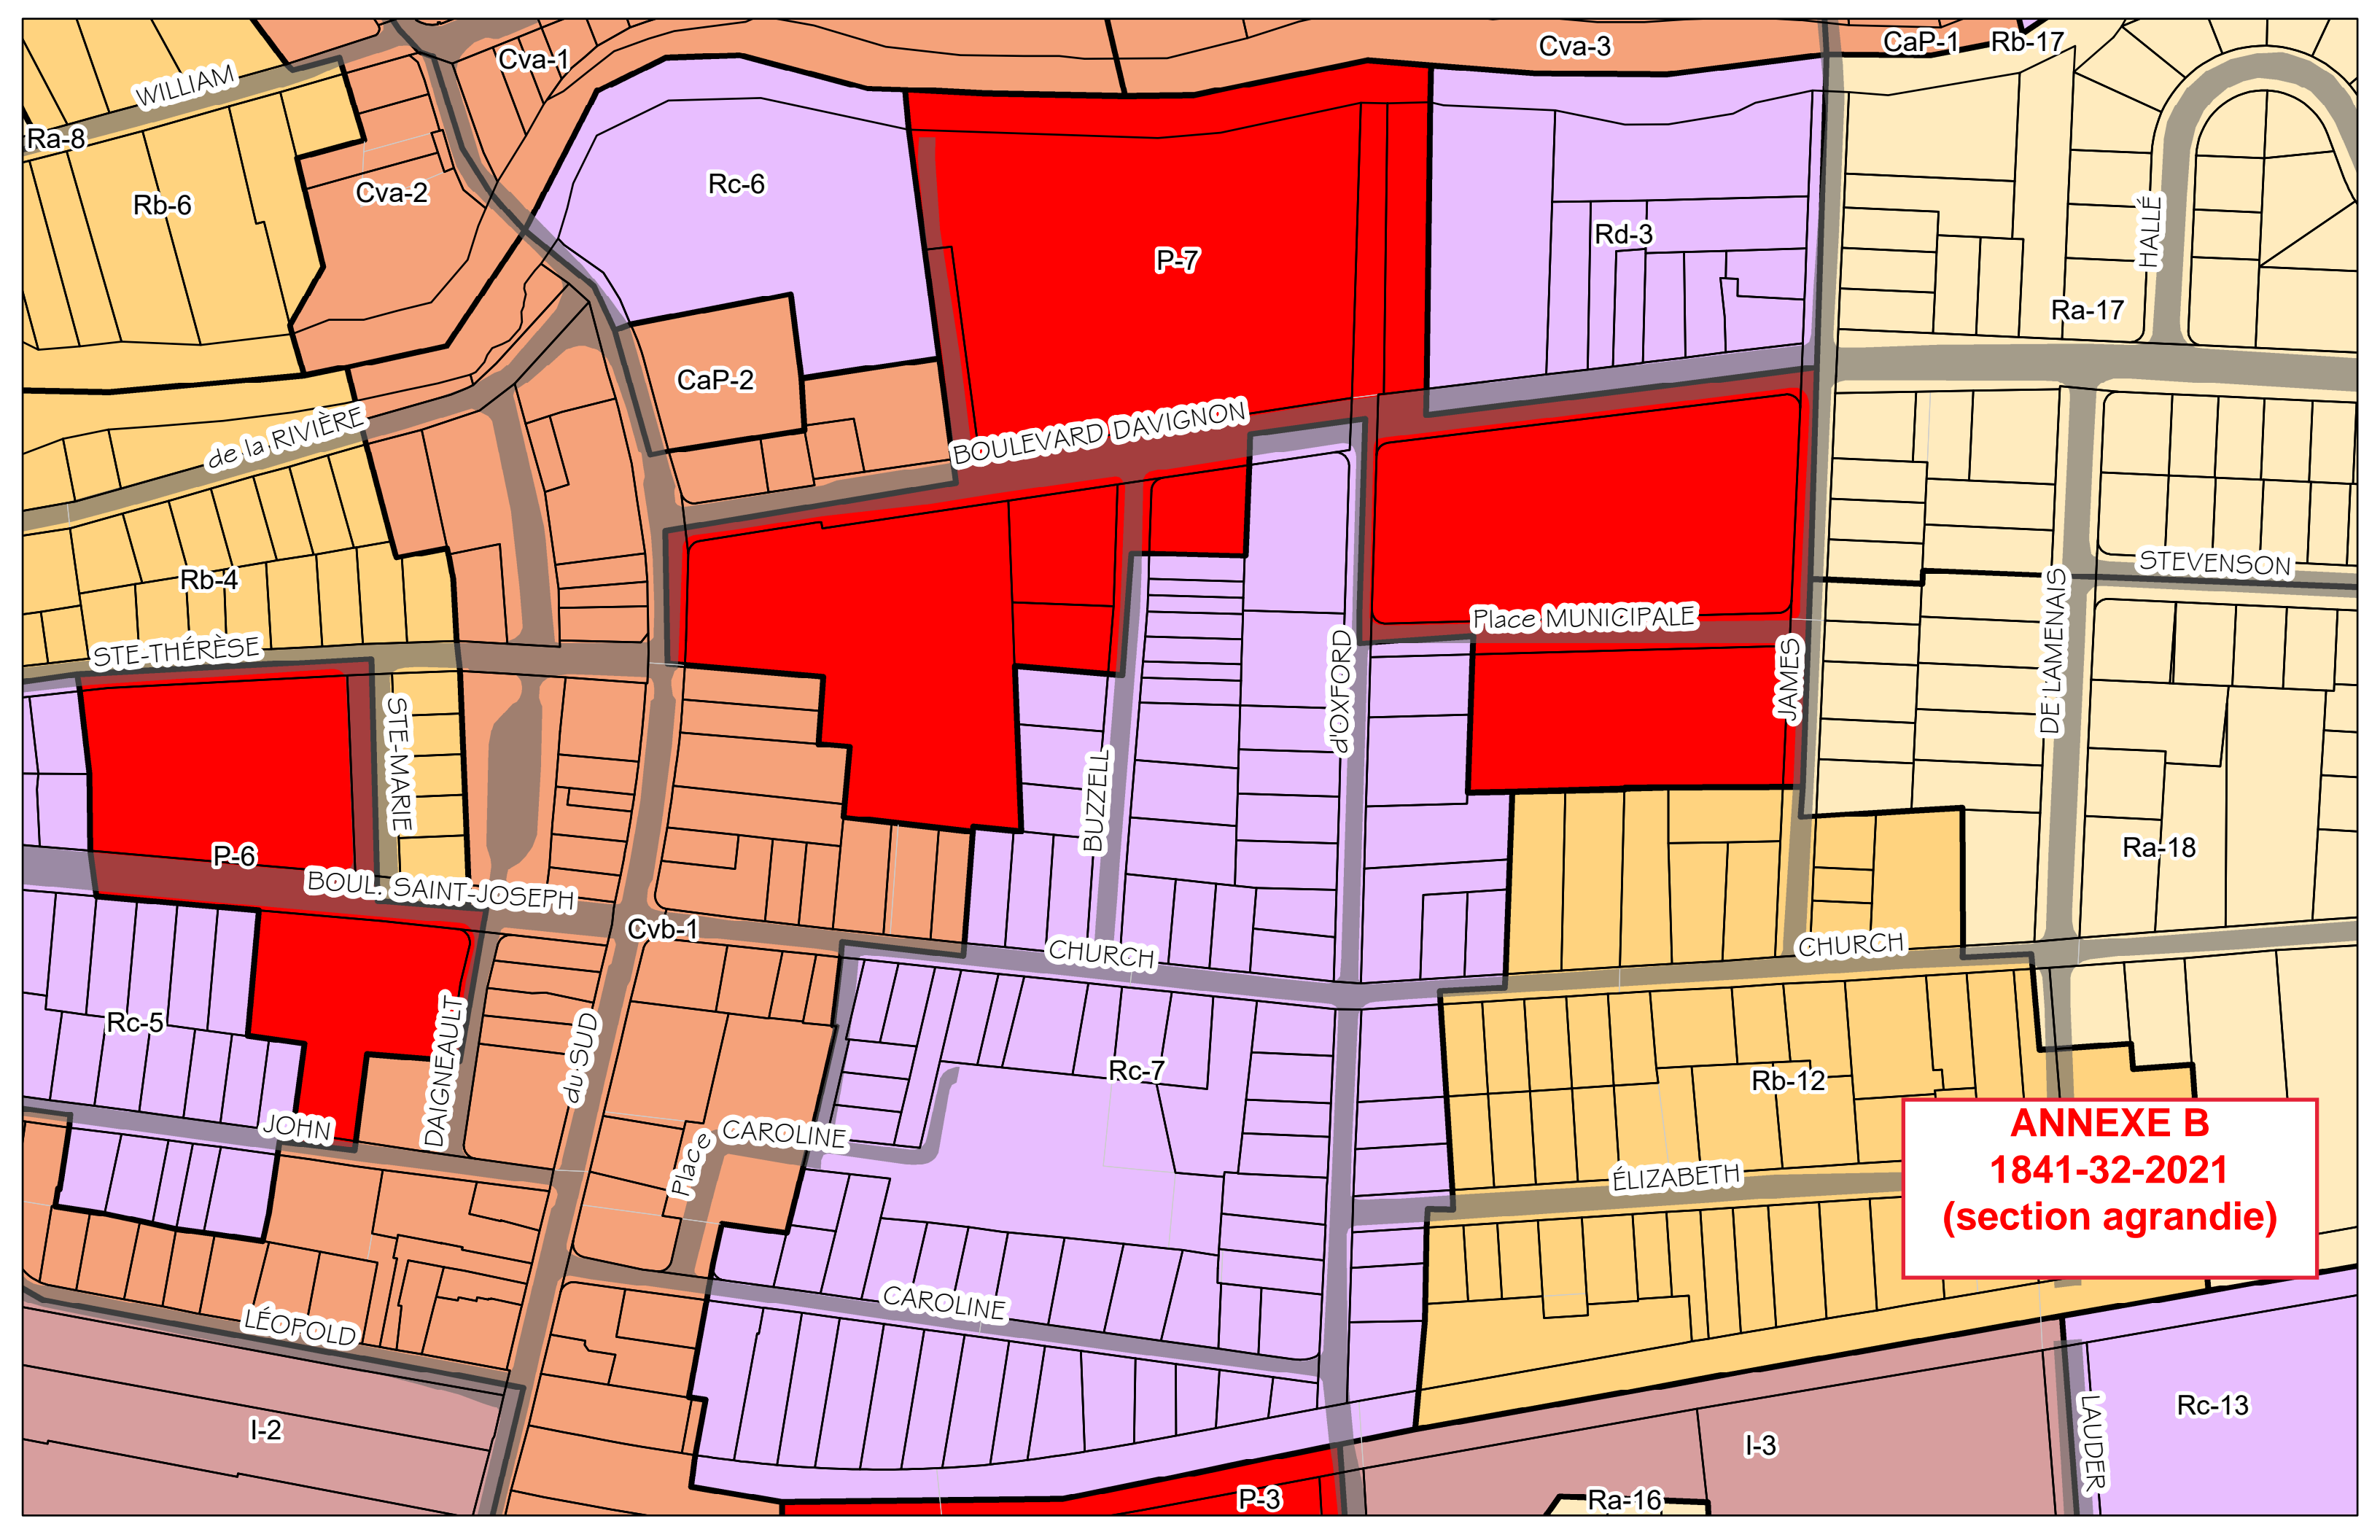 Cva-1
Cva-3
CaP-1
Rb-17
WILLIAM
Ra-8
Rb-6
Cva-2
Rc-6
P-7
Rd-3
HALLÉ
Ra-17
CaP-2
de la RIVIÈRE
BOULEVARD DAVIGNON
Rb-4
STEVENSON
STE-THÉRÈSE
Place MUNICIPALE
STE-MARIE
d'OXFORD
JAMES
DE LAMENAIS
BUZZELL
P-6
Ra-18
BOUL. SAINT-JOSEPH
Cvb-1
CHURCH
CHURCH
Rc-5
DAIGNEAULT
du SUD
Rc-7
Rb-12
JOHN
Place CAROLINE
ÉLIZABETH
ANNEXE B
1841-32-2021
(section agrandie)
LÉOPOLD
CAROLINE
I-2
I-3
LAUDER
Rc-13
P-3
Ra-16